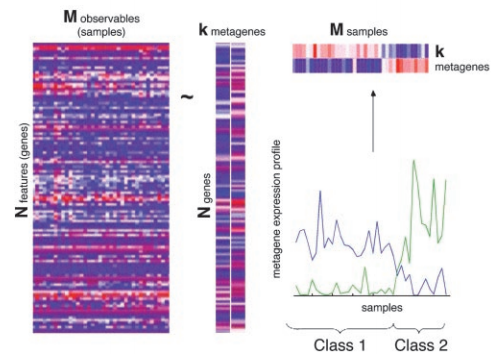 M observables
(samples)
k metagenes
M samples
k
metagenes
~
N features (genes)
N genes
metagene expression profile
samples
Class 1
Class 2